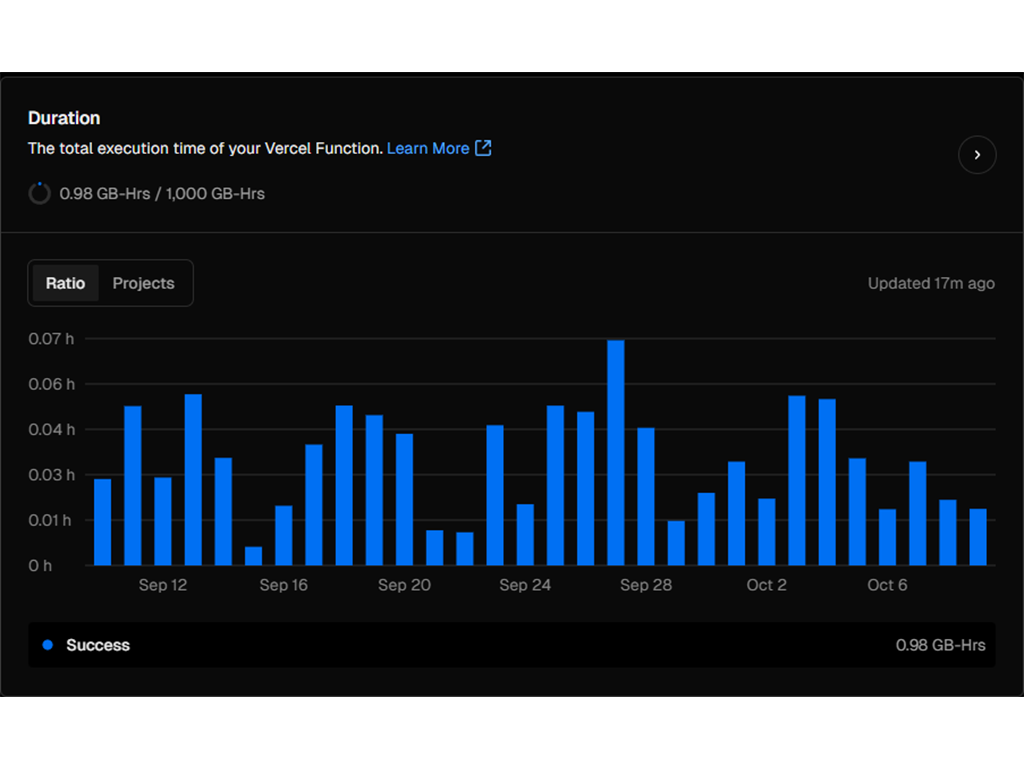 Duration
The total execution time of your Vercel Function. Learn More
0.98 GB-Hrs / 1,000 GB-Hrs
Ratio Projects Updated 17m ago
0.07 h
0.06 h
0.04 h
0.03 h
0.01 h
0 h
Sep 12 Sep 16 Sep 20 Sep 24 Sep 28 Oct 2 Oct 6
Success 0.98 GB-Hrs